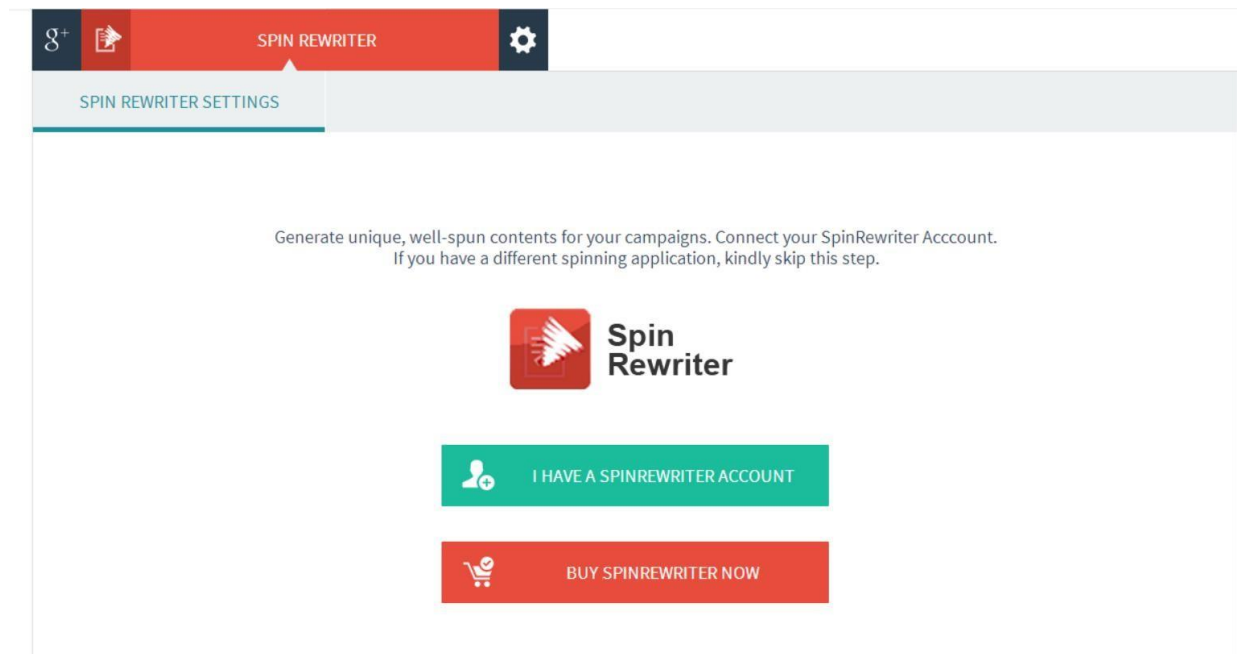 g+
SPIN REWRITER
SPIN REWRITER SETTINGS
Generate unique, well-spun contents for your campaigns. Connect your SpinRewriter Acccount.
If you have a different spinning application, kindly skip this step.
Spin
Rewriter
I HAVE A SPINREWRITER ACCOUNT
BUY SPINREWRITER NOW